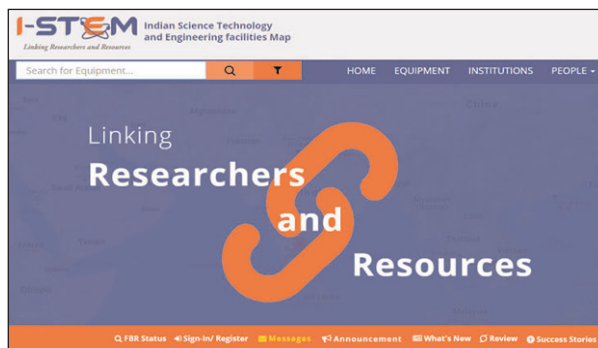 I-STEM
Indian Science Technology
and Engineering facilities Map
Linking Researchers and Resources
Search for Equipment...
HOME EQUIPMENT INSTITUTIONS PEOPLE
Linking
Researchers
and
Resources
FBR Status Sign-In/ Register Messages Announcement What's New Review Success Stories